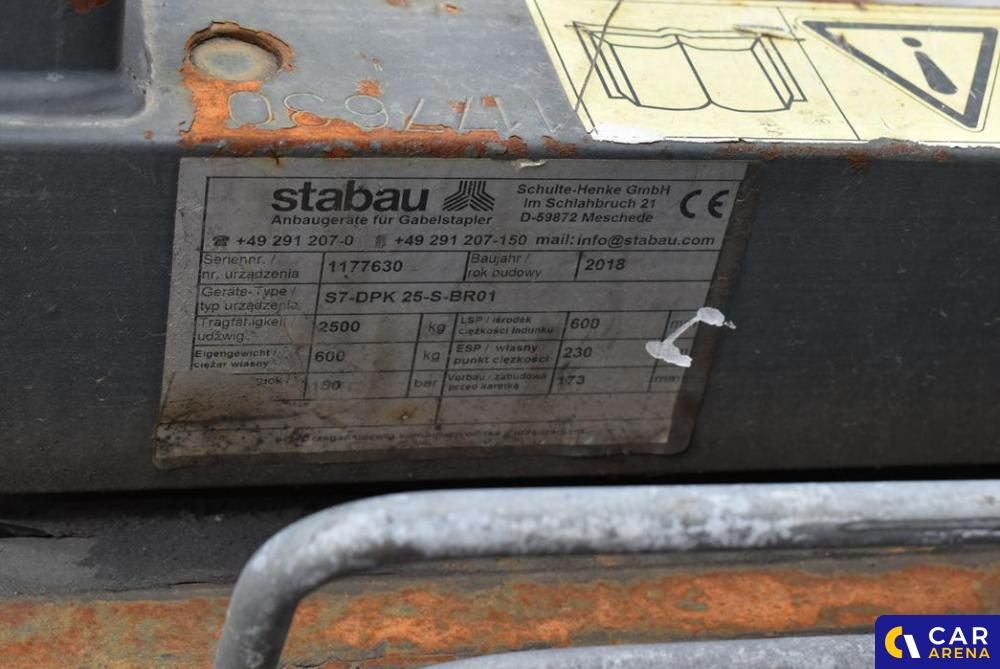 1177630
stabau
Anbaugeräte für Gabelstapler
Schulte-Henke GmbH
Im Schlahbruch 21
D-59872 Meschede
CE
+49 291 207-0 +49 291 207-150 mail: info@stabau.com
Seriennr. /
nr. urządzenia
1177630
Baujahr /
rok budowy
2018
Geräte-Type /
typ urządzenia
S7-DPK 25-S-BR01
Tragfähigkeit
udźwig
2500 kg
LSP / środek
ciężkości ładunku
600
Eigengewicht /
ciężar własny
600 kg
ESP / własny
punkt ciężkości
230
bar
Vorbau / zabudowa
przed karetką
173 mm
CAR
ARENA